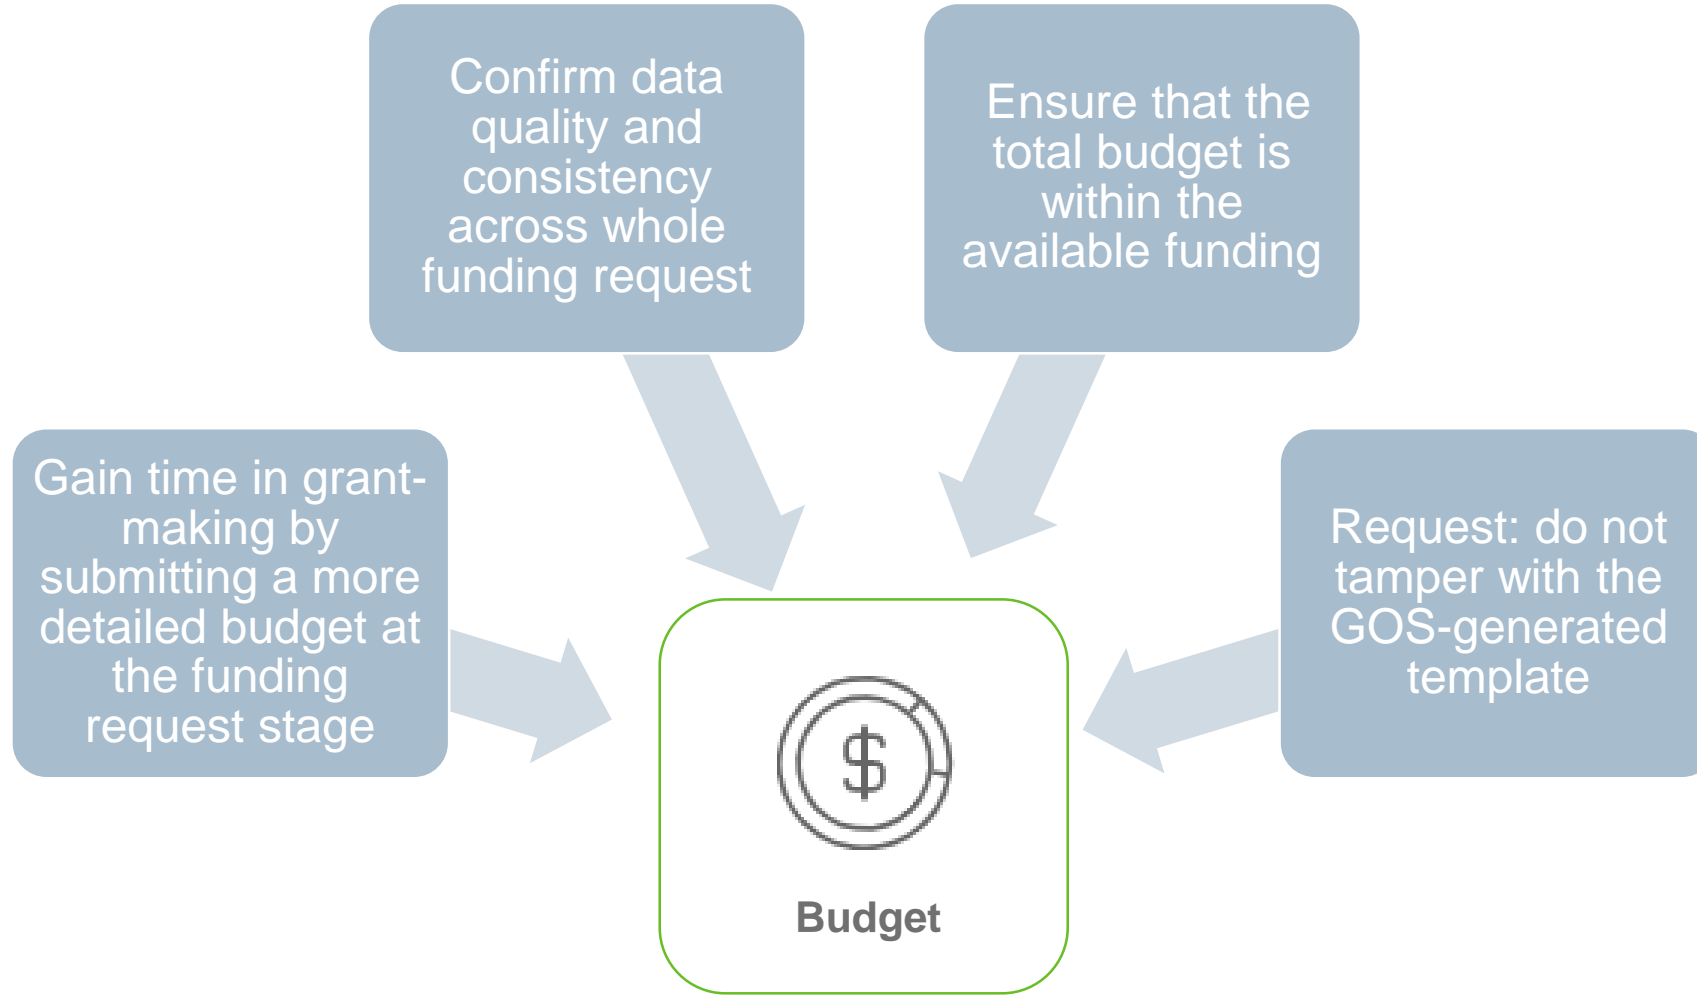 Confirm data
quality and
consistency
across whole
funding request
Ensure that the
total budget is
within the
available funding
Gain time in grant-
making by
submitting a more
detailed budget at
the funding
request stage
Request: do not
tamper with the
GOS-generated
template
$
Budget